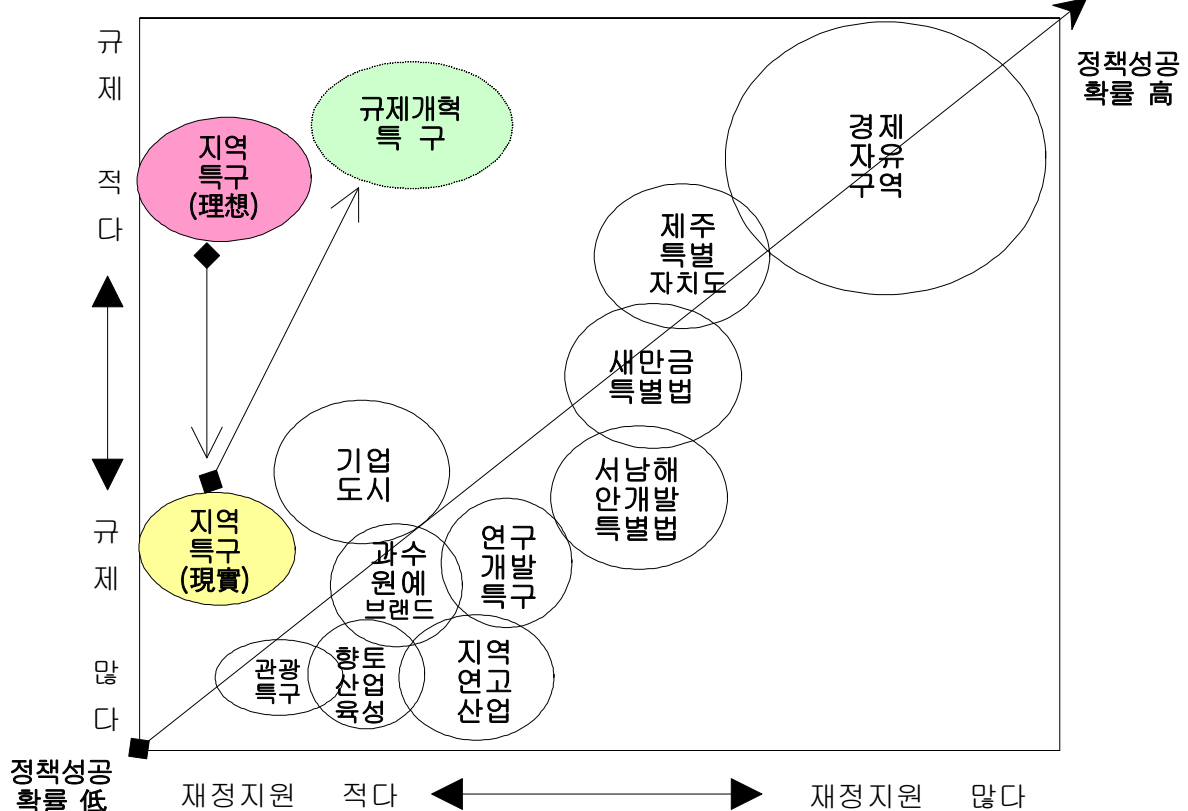 규
제
적
다
규
제
많
다
정책성공
확률 高
규제개혁
특 구
지역
특구
(理想)
경제
자유
구역
제주
특별
자치도
새만금
특별법
기업
도시
서남해
안개발
특별법
지역
특구
(現實)
과수
원예
브랜드
연구
개발
특구
관광
특구
향토
산업
육성
지역
연고
산업
정책성공
확률 低
재정지원 적다
재정지원 많다